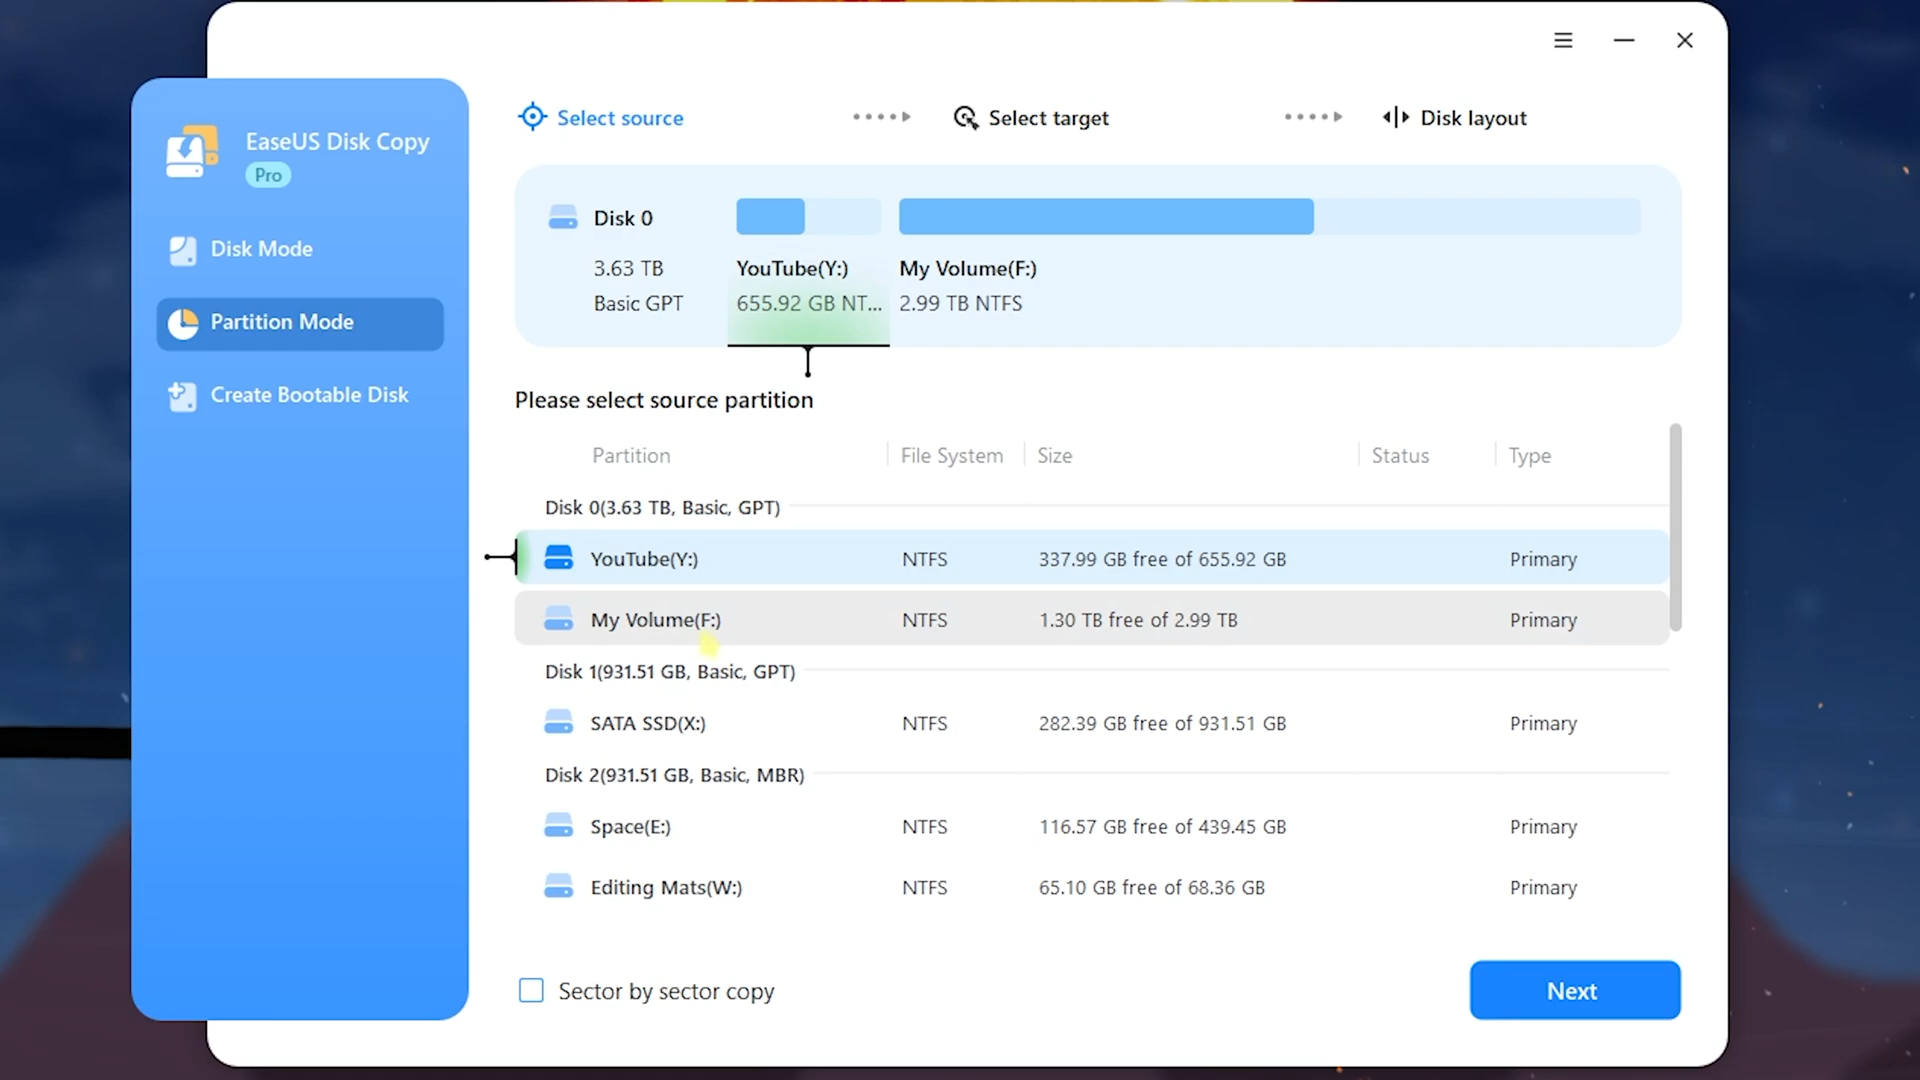 EaseUS Disk Copy
Pro
Disk Mode
Partition Mode
Create Bootable Disk
Select source
Select target
Disk layout
Disk 0
3.63 TB
Basic GPT
YouTube(Y:)
655.92 GB NT...
My Volume(F:)
2.99 TB NTFS
Please select source partition
Partition File System Size Status Type
Disk 0(3.63 TB, Basic, GPT)
YouTube(Y:) NTFS 337.99 GB free of 655.92 GB Primary
My Volume(F:) NTFS 1.30 TB free of 2.99 TB Primary
Disk 1(931.51 GB, Basic, GPT)
SATA SSD(X:) NTFS 282.39 GB free of 931.51 GB Primary
Disk 2(931.51 GB, Basic, MBR)
Space(E:) NTFS 116.57 GB free of 439.45 GB Primary
Editing Mats(W:) NTFS 65.10 GB free of 68.36 GB Primary
Sector by sector copy
Next